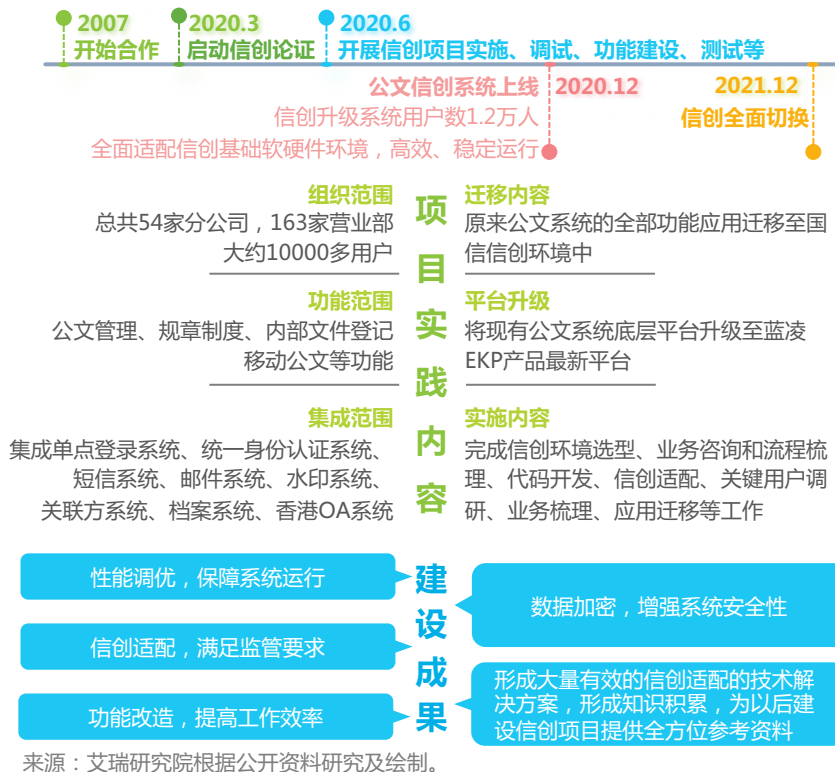 2007
开始合作
2020.3
启动信创论证
2020.6
开展信创项目实施、调试、功能建设、测试等
公文信创系统上线
2020.12
信创升级系统用户数1.2万人
全面适配信创基础软硬件环境，高效、稳定运行
2021.12
信创全面切换
项目实践内容
组织范围
总共54家分公司，163家营业部
大约10000多用户
迁移内容
原来公文系统的全部功能应用迁移至国
信信创环境中
功能范围
公文管理、规章制度、内部文件登记
移动公文等功能
平台升级
将现有公文系统底层平台升级至蓝凌
EKP产品最新平台
集成范围
集成单点登录系统、统一身份认证系统、
短信系统、邮件系统、水印系统、
关联方系统、档案系统、香港OA系统
实施内容
完成信创环境选型、业务咨询和流程梳
理、代码开发、信创适配、关键用户调
研、业务梳理、应用迁移等工作
建设成果
性能调优，保障系统运行
信创适配，满足监管要求
功能改造，提高工作效率
数据加密，增强系统安全性
形成大量有效的信创适配的技术解
决方案，形成知识积累，为以后建
设信创项目提供全方位参考资料
来源：艾瑞研究院根据公开资料研究及绘制。